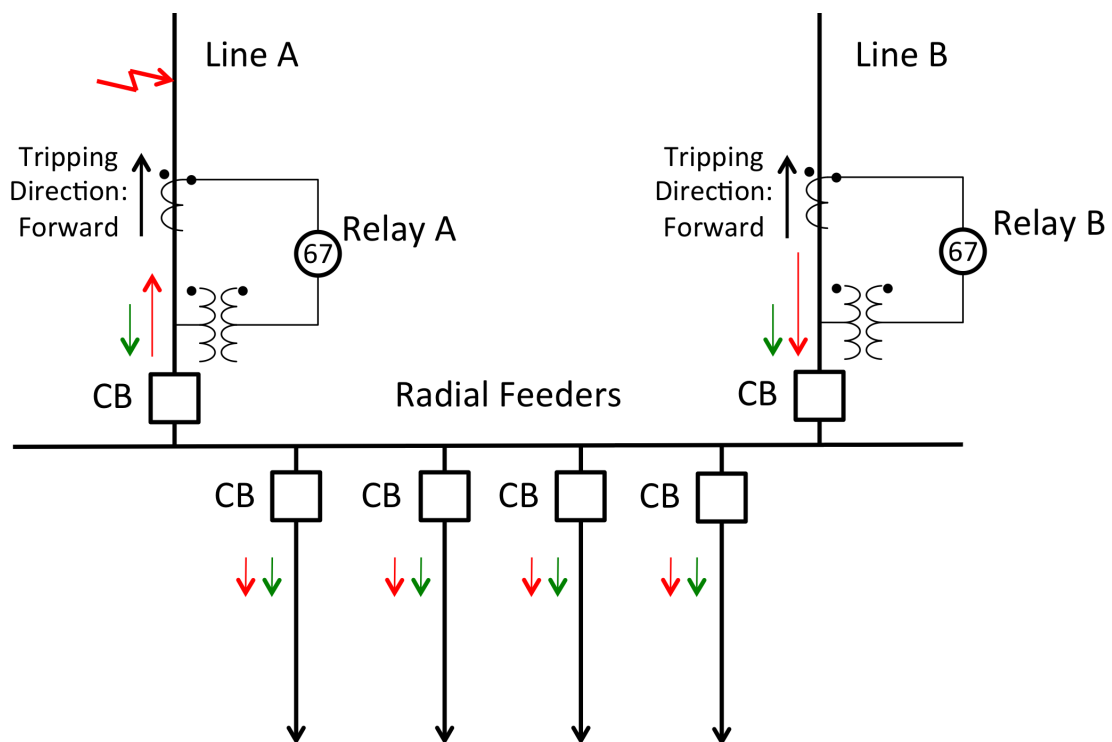 Line A
Line B
Tripping
Direction:
Forward
Relay A
67
Tripping
Direction:
Forward
Relay B
67
CB
Radial Feeders
CB
CB
CB
CB
CB